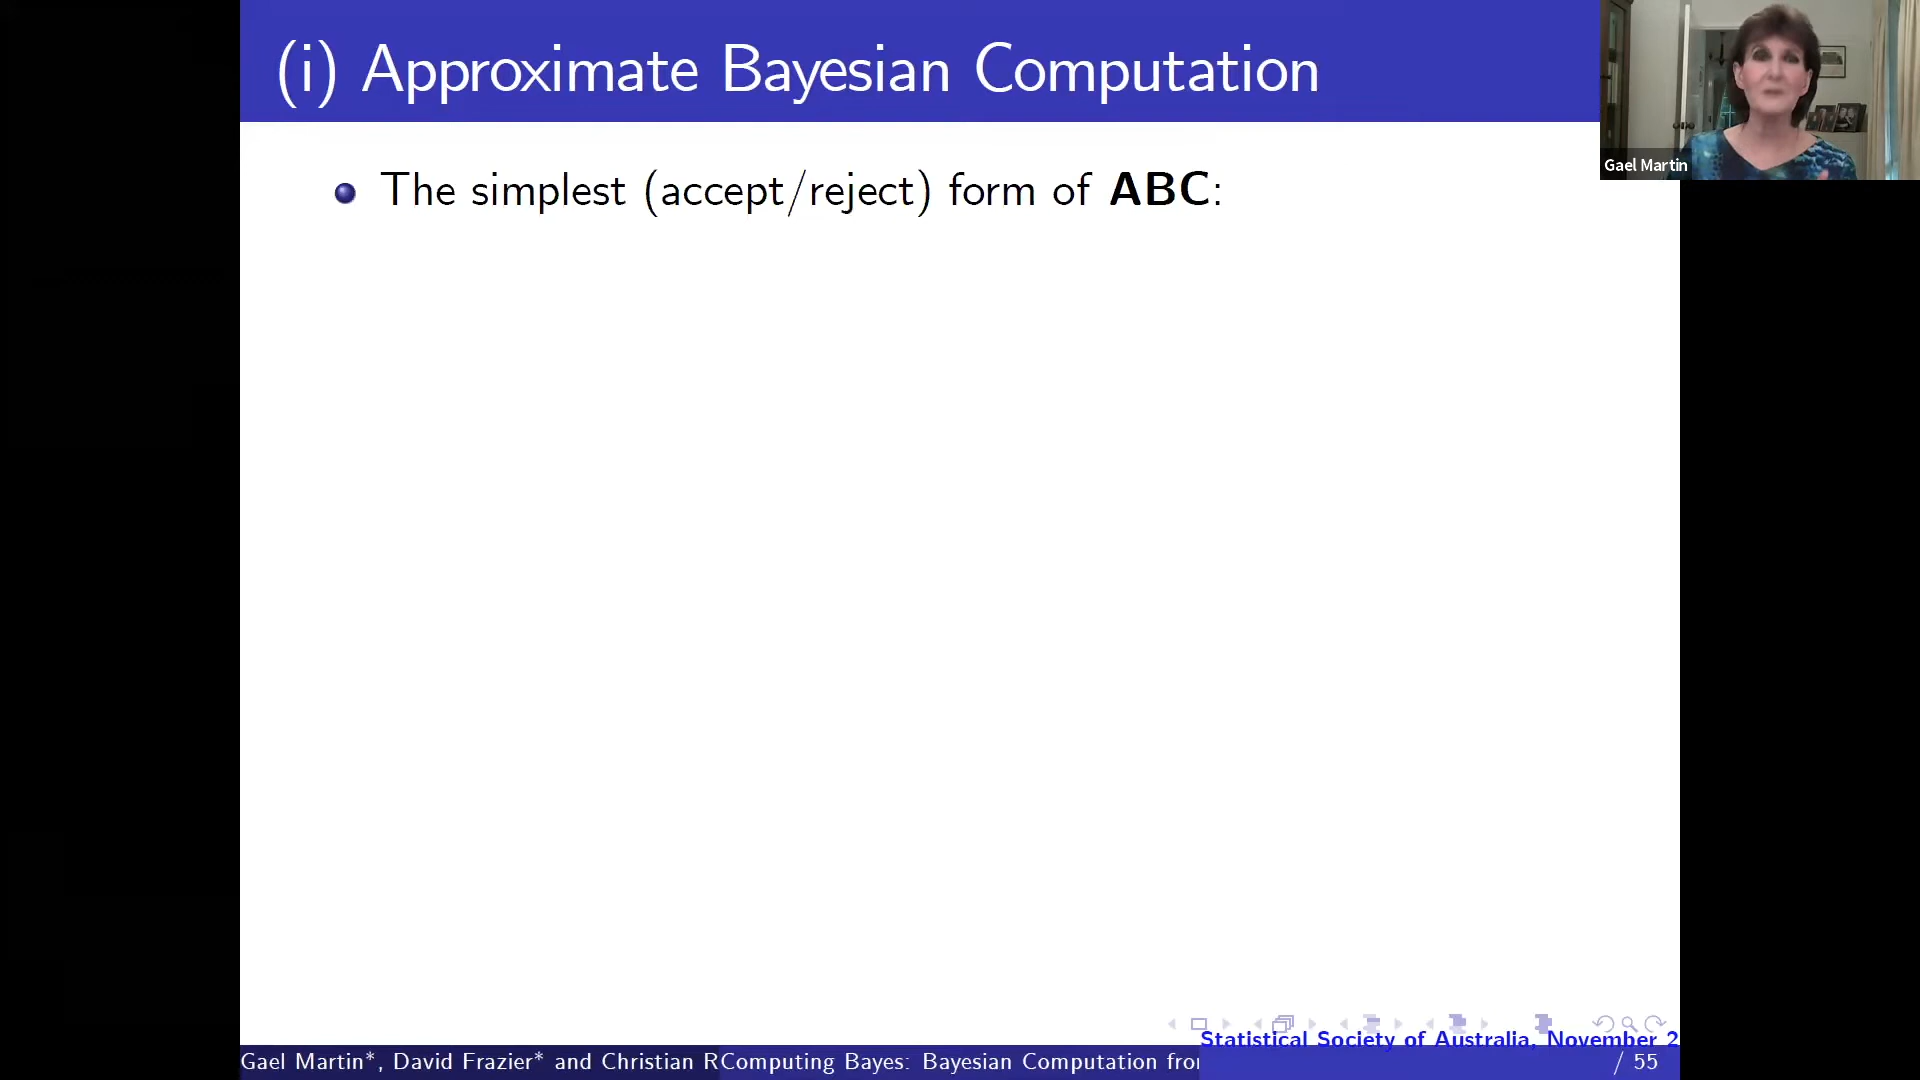 (i) Approximate Bayesian Computation
Gael Martin
The simplest (accept/reject) form of ABC:
Statistical Society of Australia, November 2
Gael Martin*, David Frazier* and Christian R
Computing Bayes: Bayesian Computation from
/ 55